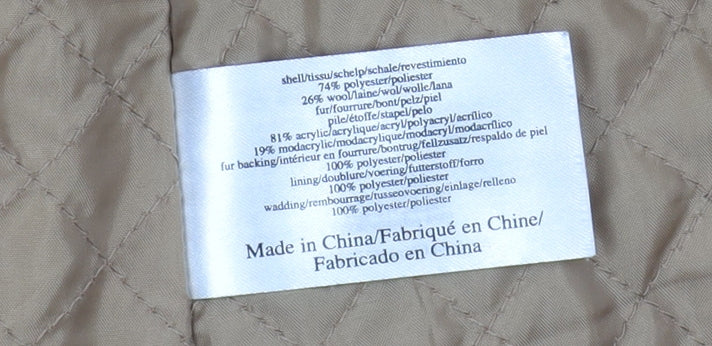 shell/tissu/schelp/schale/revestimiento
74% polyester/poliester
26% wool/laine/wol/wolle/lana
fur/fourrure/bont/pelz/piel
pile/étoffe/stapel/pelo
81% acrylic/acrylique/acryl/polyacryl/acrílico
19% modacrylic/modacrylique/modacryl/modacrílico
fur backing/intérieur en fourrure/bontrug/fellzusatz/respaldo de piel
100% polyester/poliester
lining/doublure/voering/futterstoff/forro
100% polyester/poliester
wadding/rembourrage/tusseovoering/einlage/relleno
100% polyester/poliester
Made in China/Fabriqué en Chine/
Fabricado en China